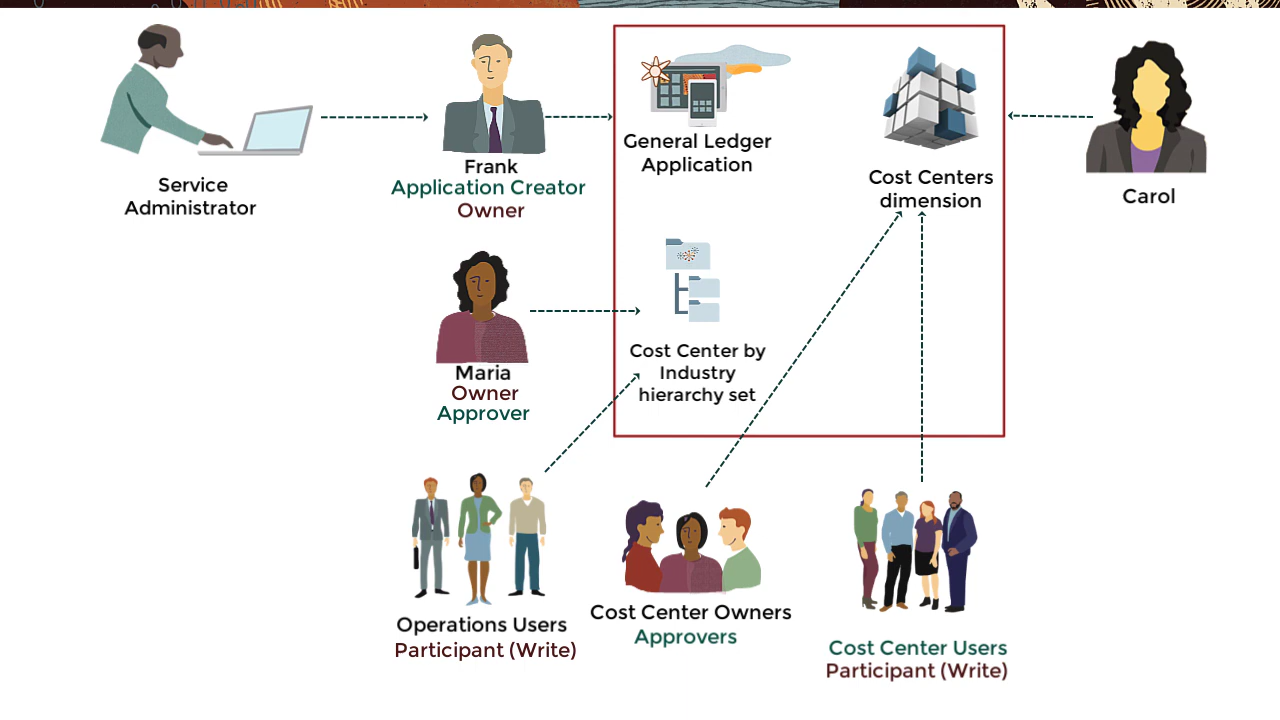 Service
Administrator
Frank
Application Creator
Owner
General Ledger
Application
Cost Centers
dimension
Carol
Maria
Owner
Approver
Cost Center by
Industry
hierarchy set
Operations Users
Participant (Write)
Cost Center Owners
Approvers
Cost Center Users
Participant (Write)